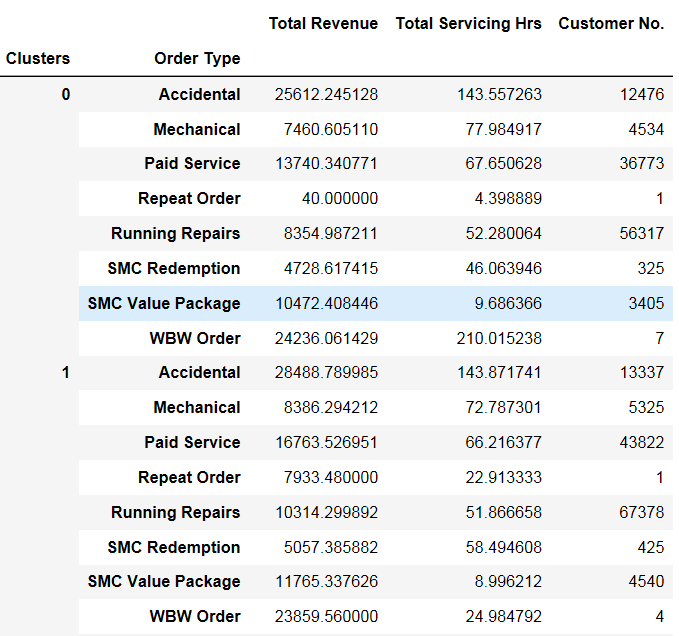 Total Revenue Total Servicing Hrs Customer No.
Clusters Order Type
0 Accidental 25612.245128 143.557263 12476
Mechanical 7460.605110 77.984917 4534
Paid Service 13740.340771 67.650628 36773
Repeat Order 40.000000 4.398889 1
Running Repairs 8354.987211 52.280064 56317
SMC Redemption 4728.617415 46.063946 325
SMC Value Package 10472.408446 9.686366 3405
WBW Order 24236.061429 210.015238 7
1 Accidental 28488.789985 143.871741 13337
Mechanical 8386.294212 72.787301 5325
Paid Service 16763.526951 66.216377 43822
Repeat Order 7933.480000 22.913333 1
Running Repairs 10314.299892 51.866658 67378
SMC Redemption 5057.385882 58.494608 425
SMC Value Package 11765.337626 8.996212 4540
WBW Order 23859.560000 24.984792 4